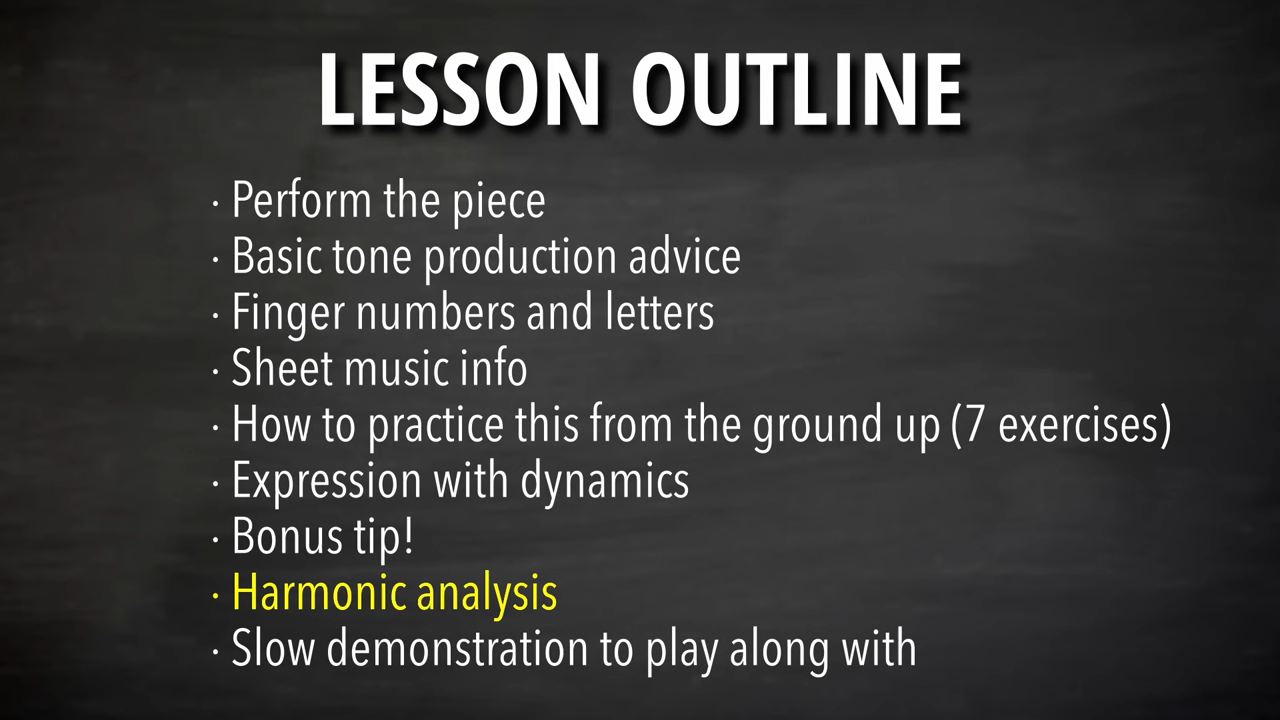 LESSON OUTLINE
· Perform the piece
· Basic tone production advice
· Finger numbers and letters
· Sheet music info
· How to practice this from the ground up (7 exercises)
· Expression with dynamics
· Bonus tip!
· Harmonic analysis
· Slow demonstration to play along with